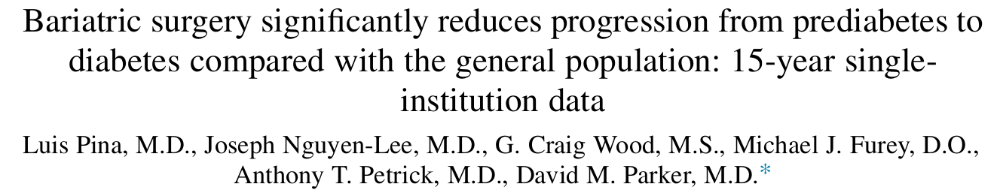 Bariatric surgery significantly reduces progression from prediabetes to
diabetes compared with the general population: 15-year single-
institution data
Luis Pina, M.D., Joseph Nguyen-Lee, M.D., G. Craig Wood, M.S., Michael J. Furey, D.O.,
Anthony T. Petrick, M.D., David M. Parker, M.D.*